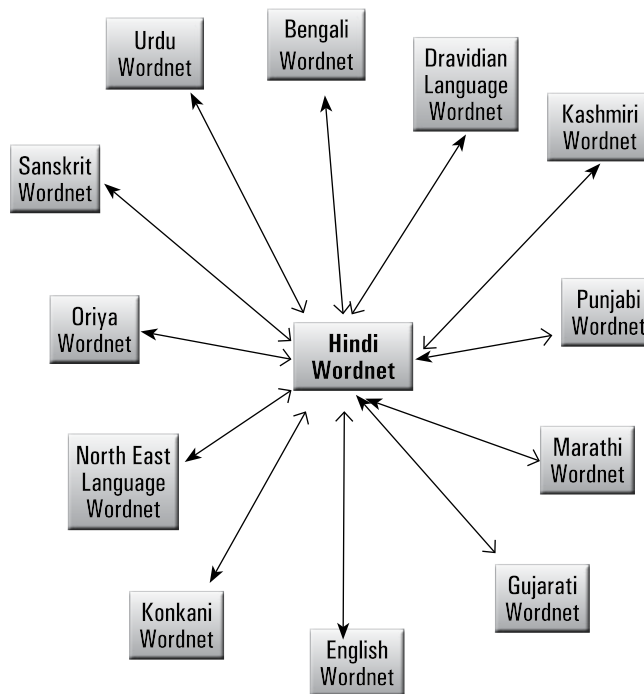 Urdu
Wordnet
Bengali
Wordnet
Dravidian
Language
Wordnet
Kashmiri
Wordnet
Sanskrit
Wordnet
Oriya
Wordnet
Hindi
Wordnet
Punjabi
Wordnet
North East
Language
Wordnet
Marathi
Wordnet
Konkani
Wordnet
English
Wordnet
Gujarati
Wordnet